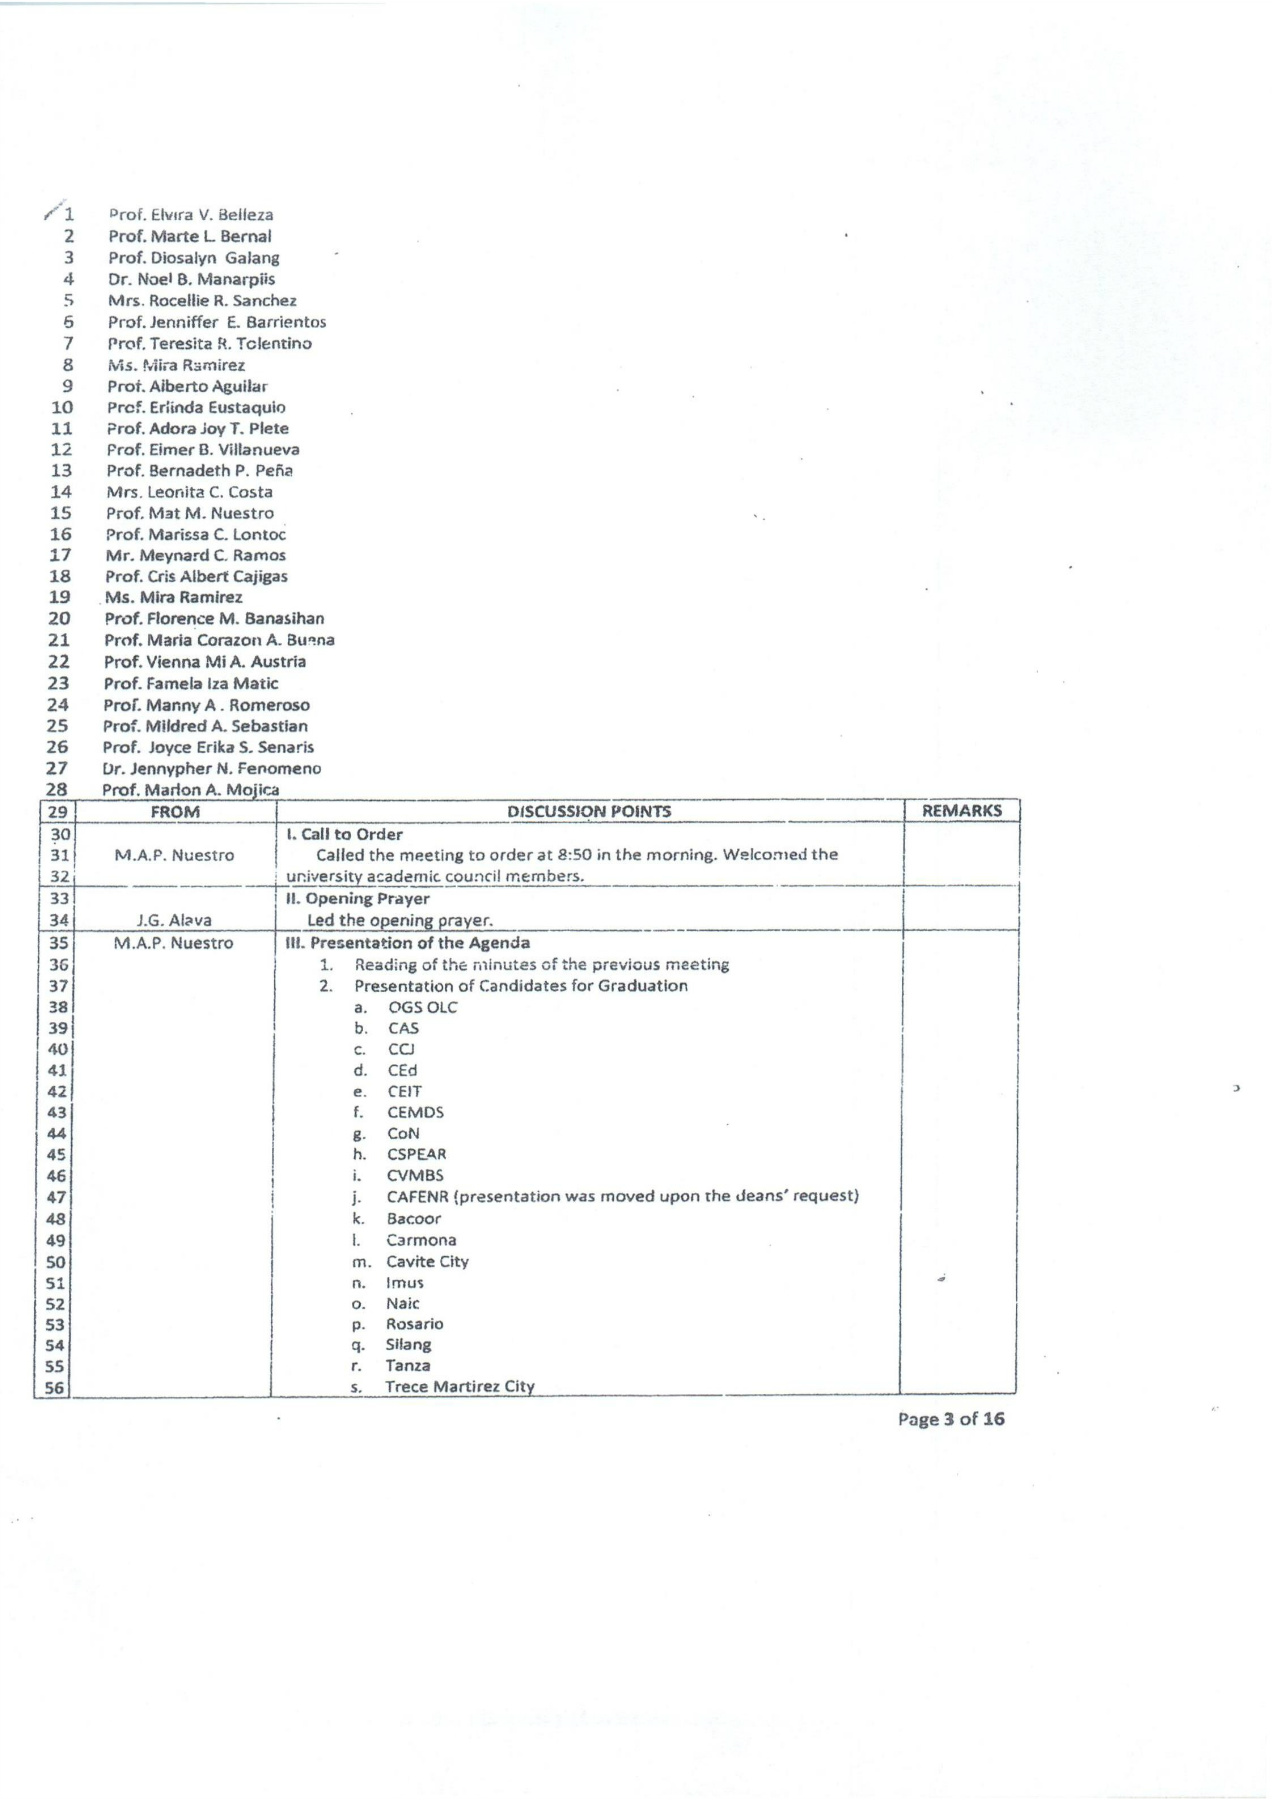 1 Prof. Elvira V. Belleza
2 Prof. Marte L. Bernal
3 Prof. Diosalyn Galang
4 Dr. Noel B. Manarpiis
5 Mrs. Rocellie R. Sanchez
6 Prof. Jenniffer E. Barrientos
7 Prof. Teresita R. Tolentino
8 Ms. Mira Ramirez
9 Prof. Alberto Aguilar
10 Prof. Erlinda Eustaquio
11 Prof. Adora Joy T. Plete
12 Prof. Elmer B. Villanueva
13 Prof. Bernadeth P. Peña
14 Mrs. Leonita C. Costa
15 Prof. Mat M. Nuestro
16 Prof. Marissa C. Lontoc
17 Mr. Meynard C. Ramos
18 Prof. Cris Albert Cajigas
19 Ms. Mira Ramirez
20 Prof. Florence M. Banasihan
21 Prof. Maria Corazon A. Buena
22 Prof. Vienna Mi A. Austria
23 Prof. Famela Iza Matic
24 Prof. Manny A . Romeroso
25 Prof. Mildred A. Sebastian
26 Prof. Joyce Erika S. Senaris
27 Dr. Jennypher N. Fenomeno
28 Prof. Marlon A. Mojica
29 FROM DISCUSSION POINTS REMARKS
30 I. Call to Order
31 M.A.P. Nuestro Called the meeting to order at 8:50 in the morning. Welcomed the
32 university academic council members.
33 II. Opening Prayer
34 J.G. Alava Led the opening prayer.
35 M.A.P. Nuestro III. Presentation of the Agenda
36 1. Reading of the minutes of the previous meeting
37 2. Presentation of Candidates for Graduation
38 a. OGS OLC
39 b. CAS
40 c. CCJ
41 d. CEd
42 e. CEIT
43 f. CEMDS
44 g. CoN
45 h. CSPEAR
46 i. CVMBS
47 j. CAFENR (presentation was moved upon the deans' request)
48 k. Bacoor
49 l. Carmona
50 m. Cavite City
51 n. Imus
52 o. Naic
53 p. Rosario
54 q. Silang
55 r. Tanza
56 s. Trece Martirez City
Page 3 of 16